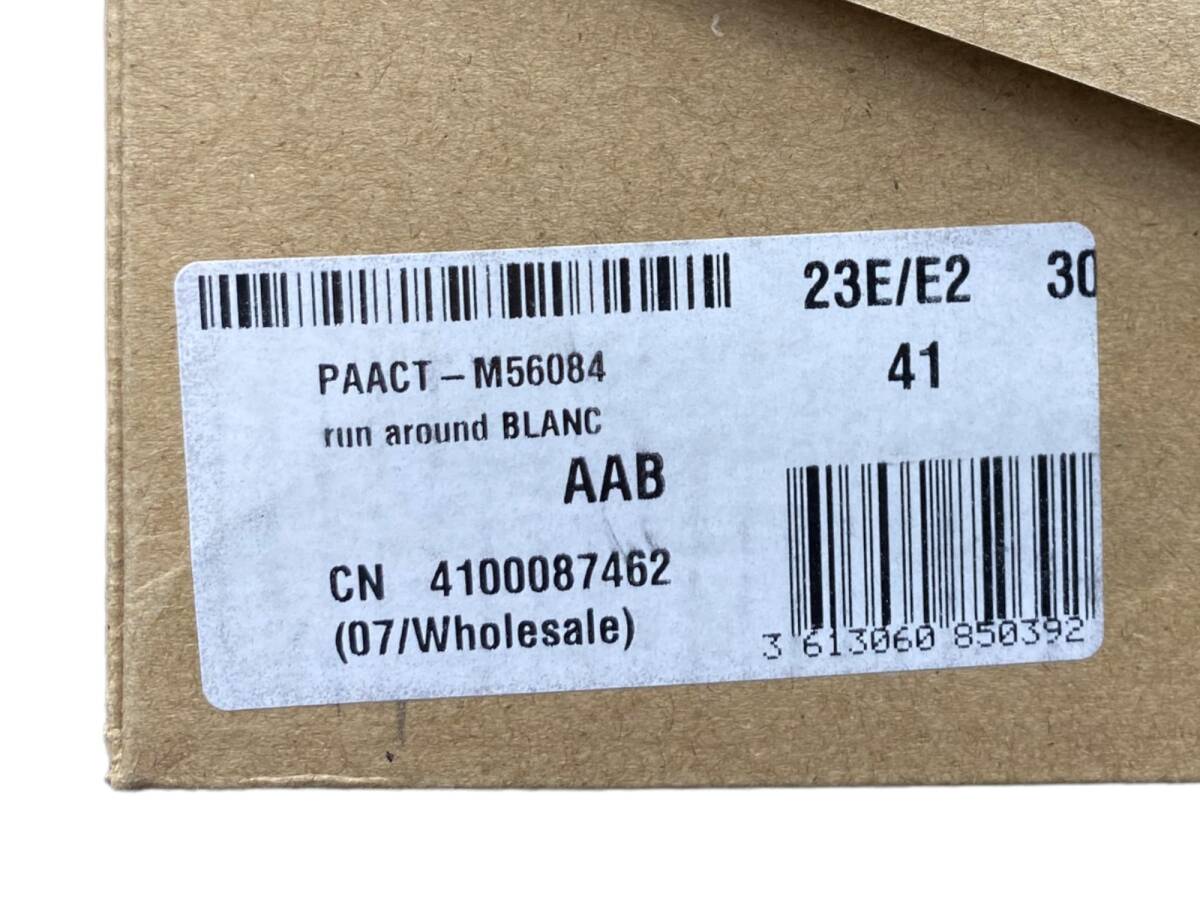 23E/E2 30
PAACT – M56084
41
run around BLANC
AAB
CN 4100087462
(07/Wholesale)
3 613060 850392